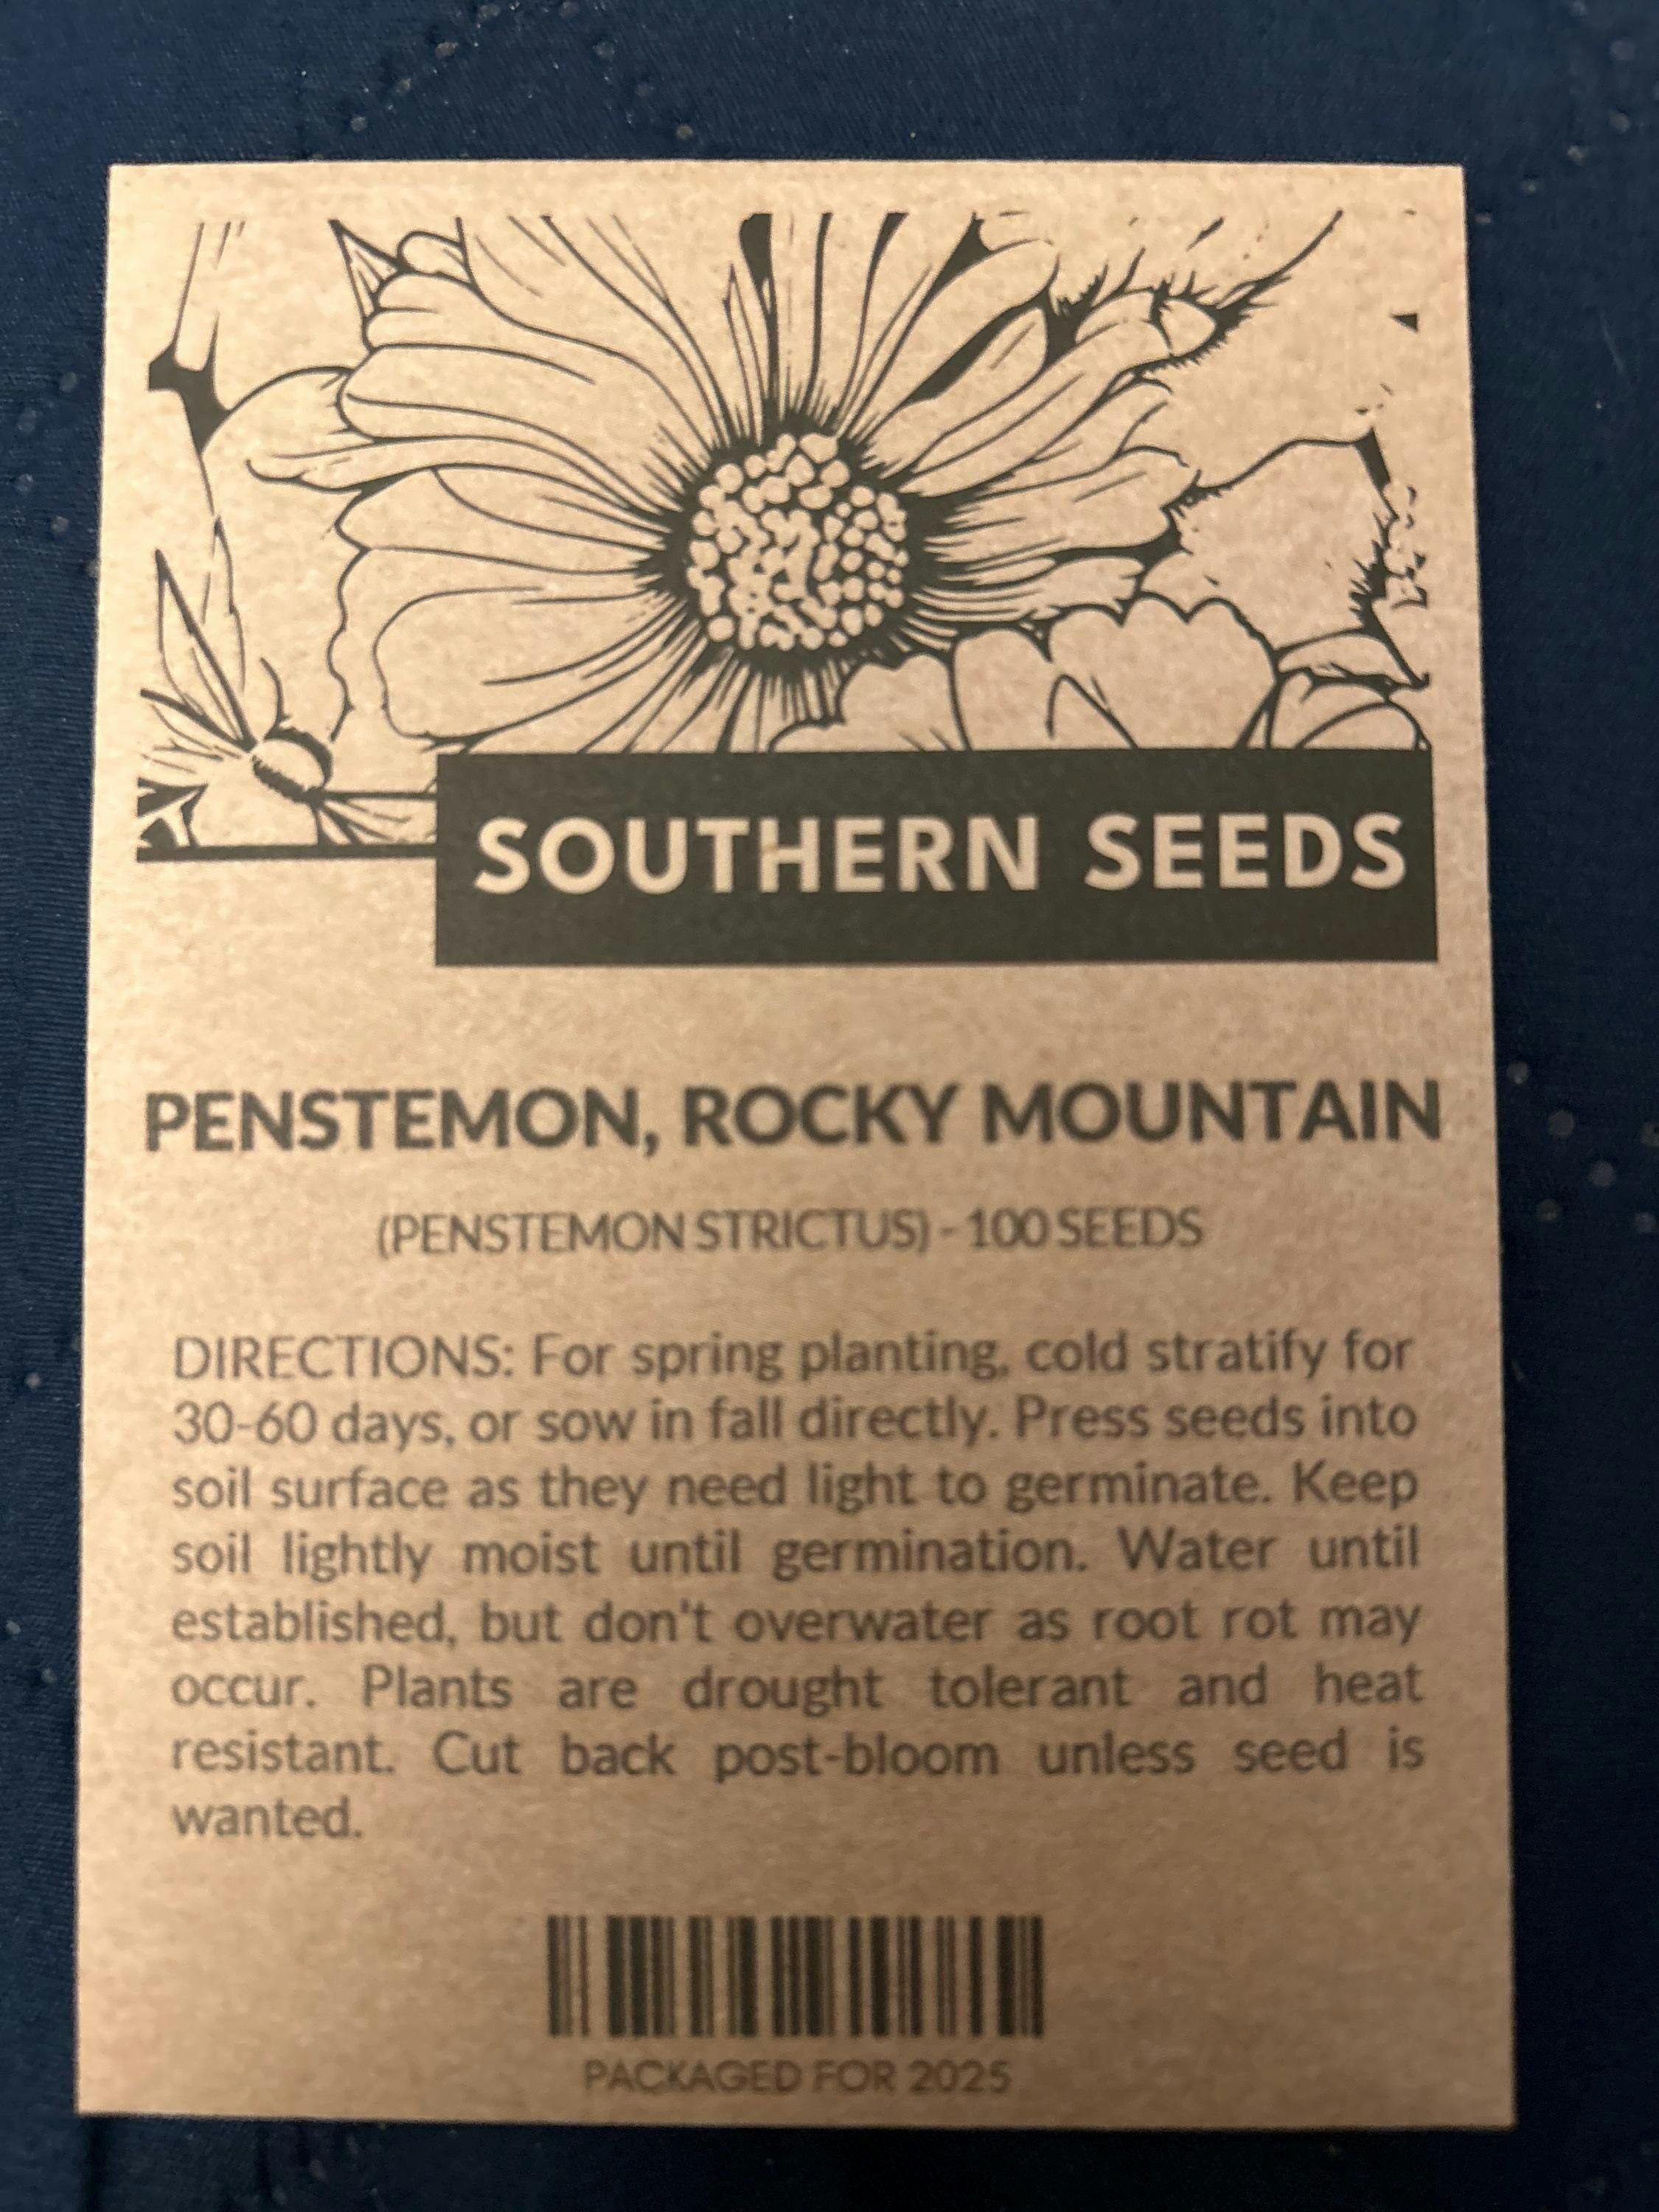 SOUTHERN SEEDS
PENSTEMON, ROCKY MOUNTAIN
(PENSTEMON STRICTUS) - 100 SEEDS
DIRECTIONS: For spring planting, cold stratify for
30-60 days, or sow in fall directly. Press seeds into
soil surface as they need light to germinate. Keep
soil lightly moist until germination. Water until
established, but don't overwater as root rot may
occur. Plants are drought tolerant and heat
resistant. Cut back post-bloom unless seed is
wanted.
PACKAGED FOR 2025